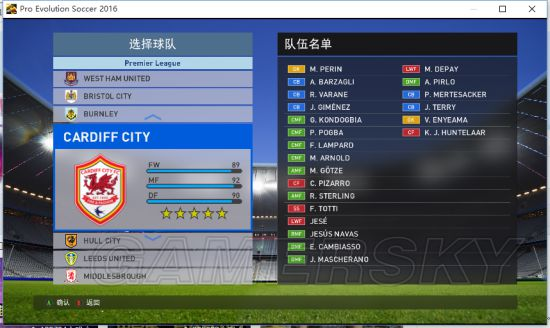 Pro Evolution Soccer 2016
选择球队
Premier League
WEST HAM UNITED
BRISTOL CITY
BURNLEY
CARDIFF CITY
CARDIFF CITY FC
FW 89
MF 92
DF 90
HULL CITY
LEEDS UNITED
MIDDLESBROUGH
队伍名单
GK M. PERIN
CB A. BARZAGLI
CB R. VARANE
CB J. GIMÉNEZ
CMF G. KONDOGBIA
CMF P. POGBA
CMF F. LAMPARD
CMF M. ARNOLD
AMF M. GÖTZE
CF C. PIZARRO
AMF R. STERLING
SS F. TOTTI
LWF JESÉ
RMF JESÚS NAVAS
DMF E. CAMBIASSO
DMF J. MASCHERANO
LWF M. DEPAY
DMF A. PIRLO
CB P. MERTESACKER
CB J. TERRY
GK V. ENYEAMA
CF K. J. HUNTELAAR
GAMERSKY
A 确认 B 返回